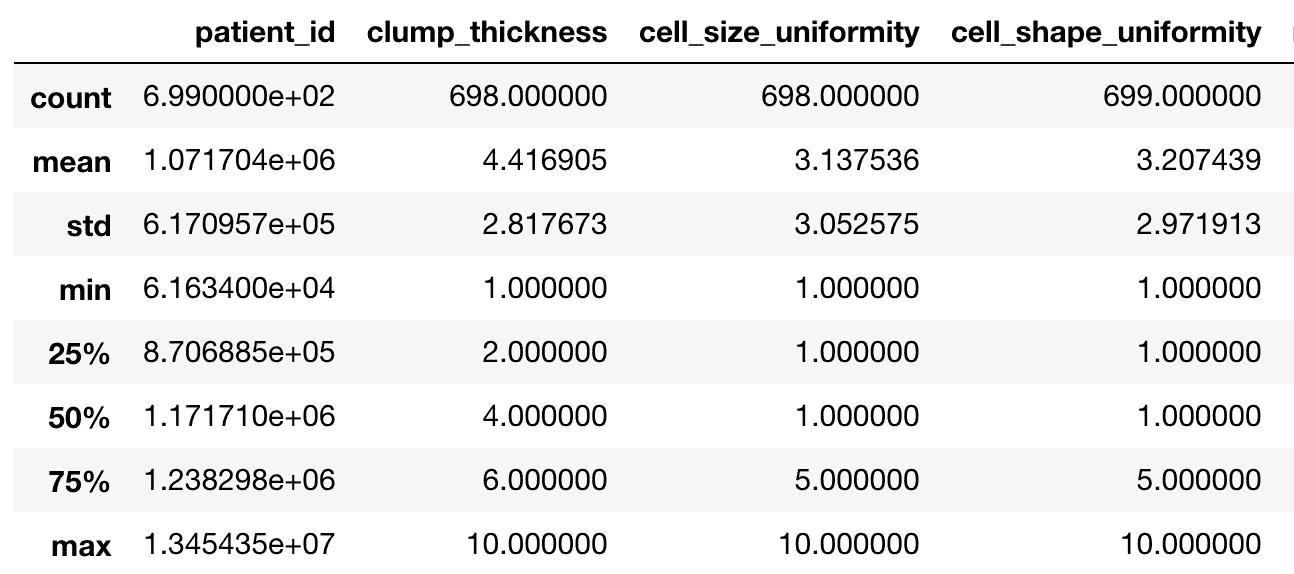 patient_id clump_thickness cell_size_uniformity cell_shape_uniformity
count 6.990000e+02 698.000000 698.000000 699.000000
mean 1.071704e+06 4.416905 3.137536 3.207439
std 6.170957e+05 2.817673 3.052575 2.971913
min 6.163400e+04 1.000000 1.000000 1.000000
25% 8.706885e+05 2.000000 1.000000 1.000000
50% 1.171710e+06 4.000000 1.000000 1.000000
75% 1.238298e+06 6.000000 5.000000 5.000000
max 1.345435e+07 10.000000 10.000000 10.000000